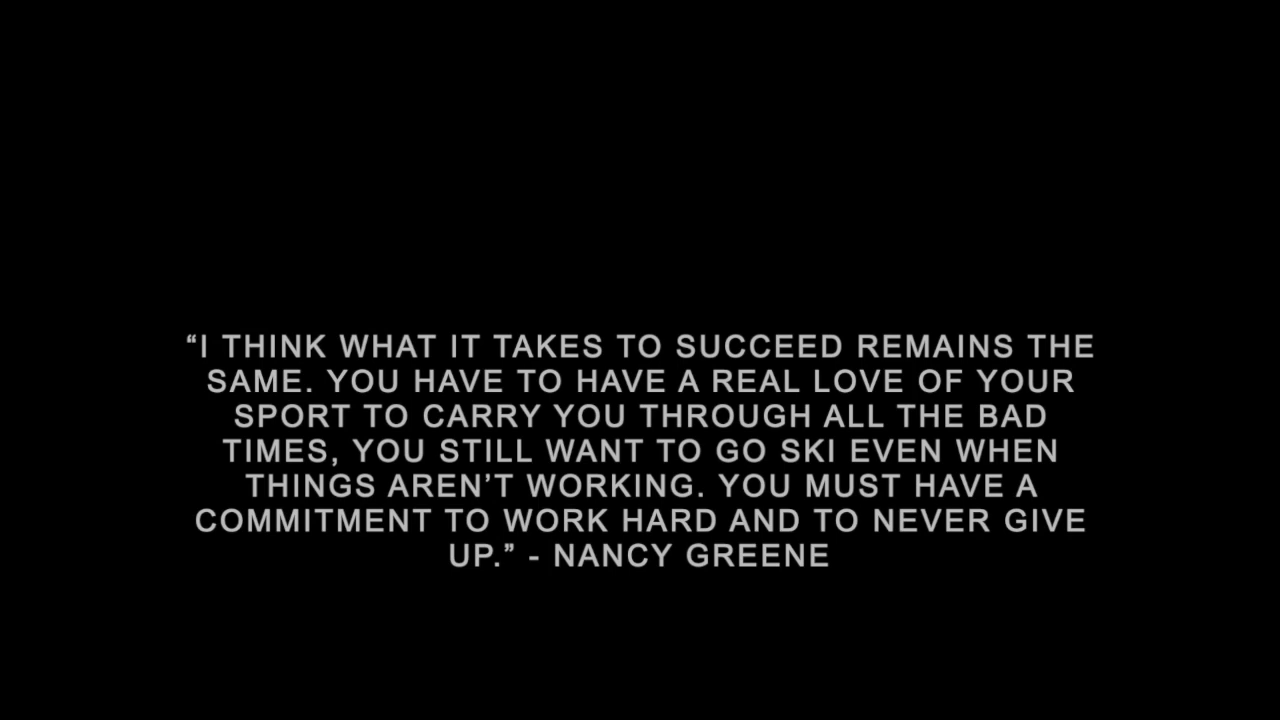 “I THINK WHAT IT TAKES TO SUCCEED REMAINS THE
SAME. YOU HAVE TO HAVE A REAL LOVE OF YOUR
SPORT TO CARRY YOU THROUGH ALL THE BAD
TIMES, YOU STILL WANT TO GO SKI EVEN WHEN
THINGS AREN’T WORKING. YOU MUST HAVE A
COMMITMENT TO WORK HARD AND TO NEVER GIVE
UP.” - NANCY GREENE